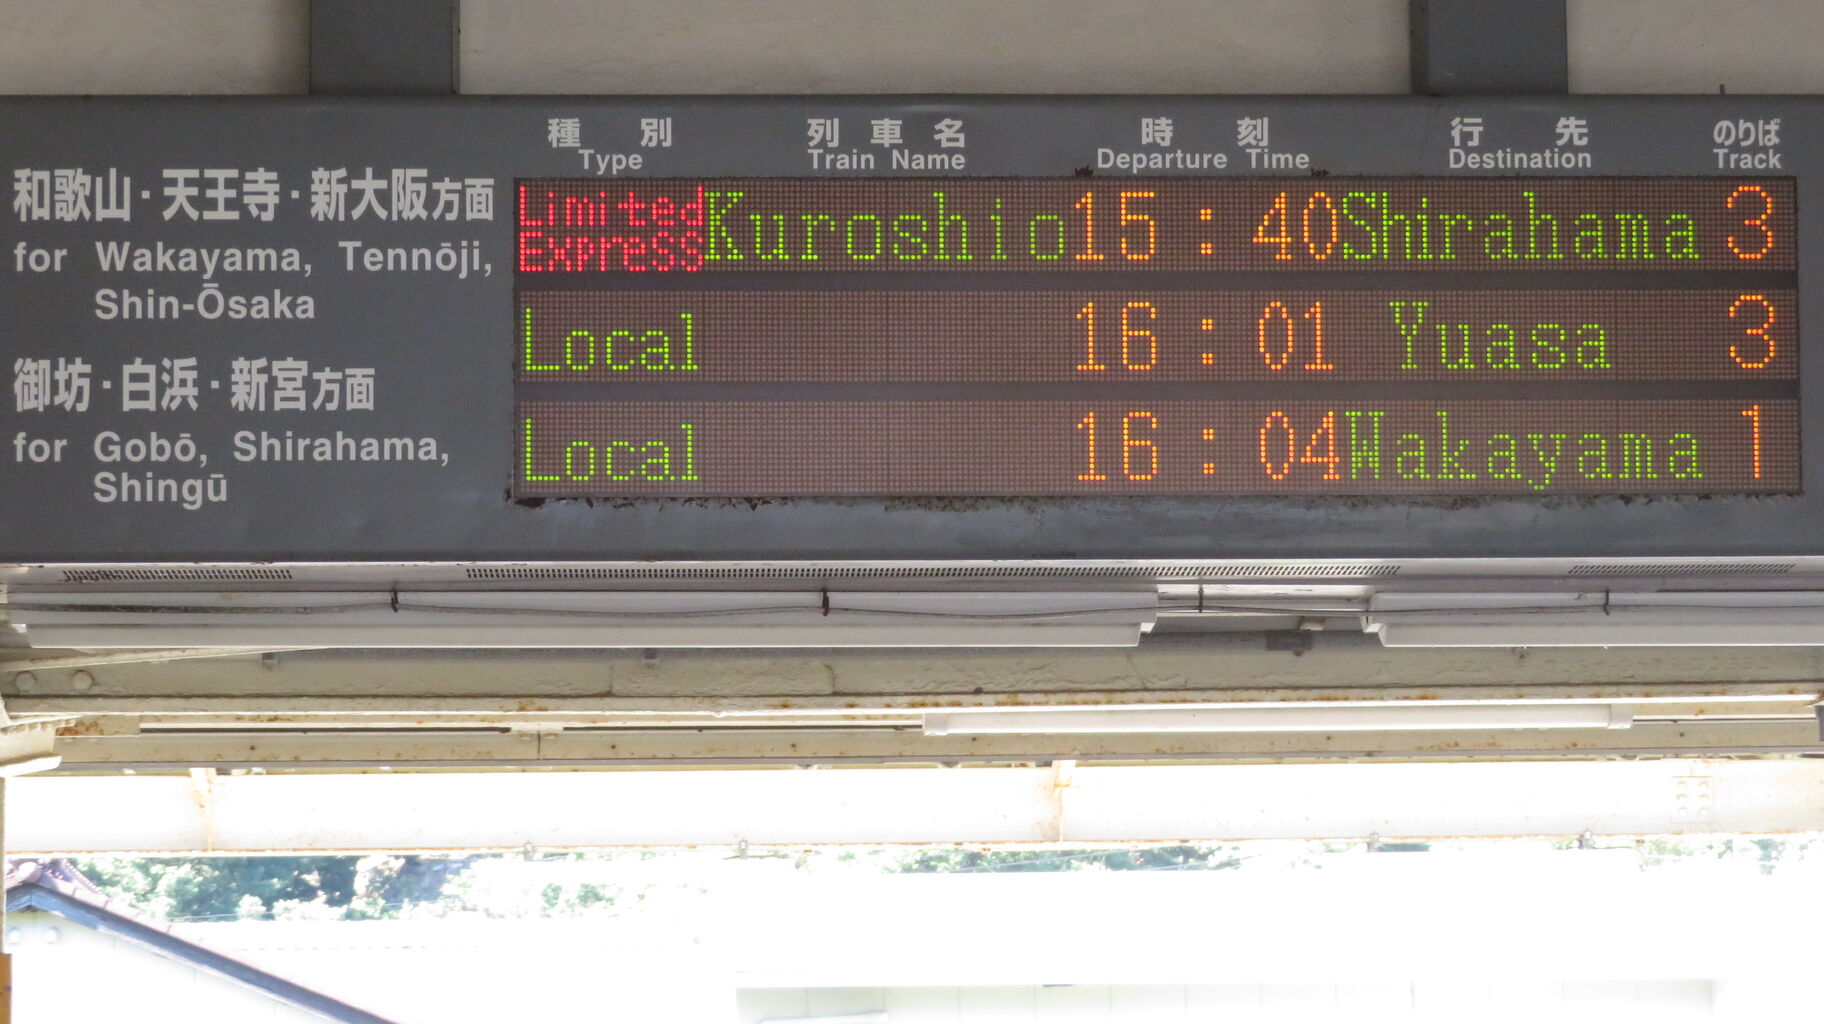 種別 列車名 時刻 行先 のりば
Type Train Name Departure Time Destination Track
和歌山・天王寺・新大阪方面
for Wakayama, Tennōji,
Shin-Ōsaka
御坊・白浜・新宮方面
for Gobō, Shirahama,
Shingū
Limited Express Kuroshio 15:40 Shirahama 3
Local 16:01 Yuasa 3
Local 16:04 Wakayama 1